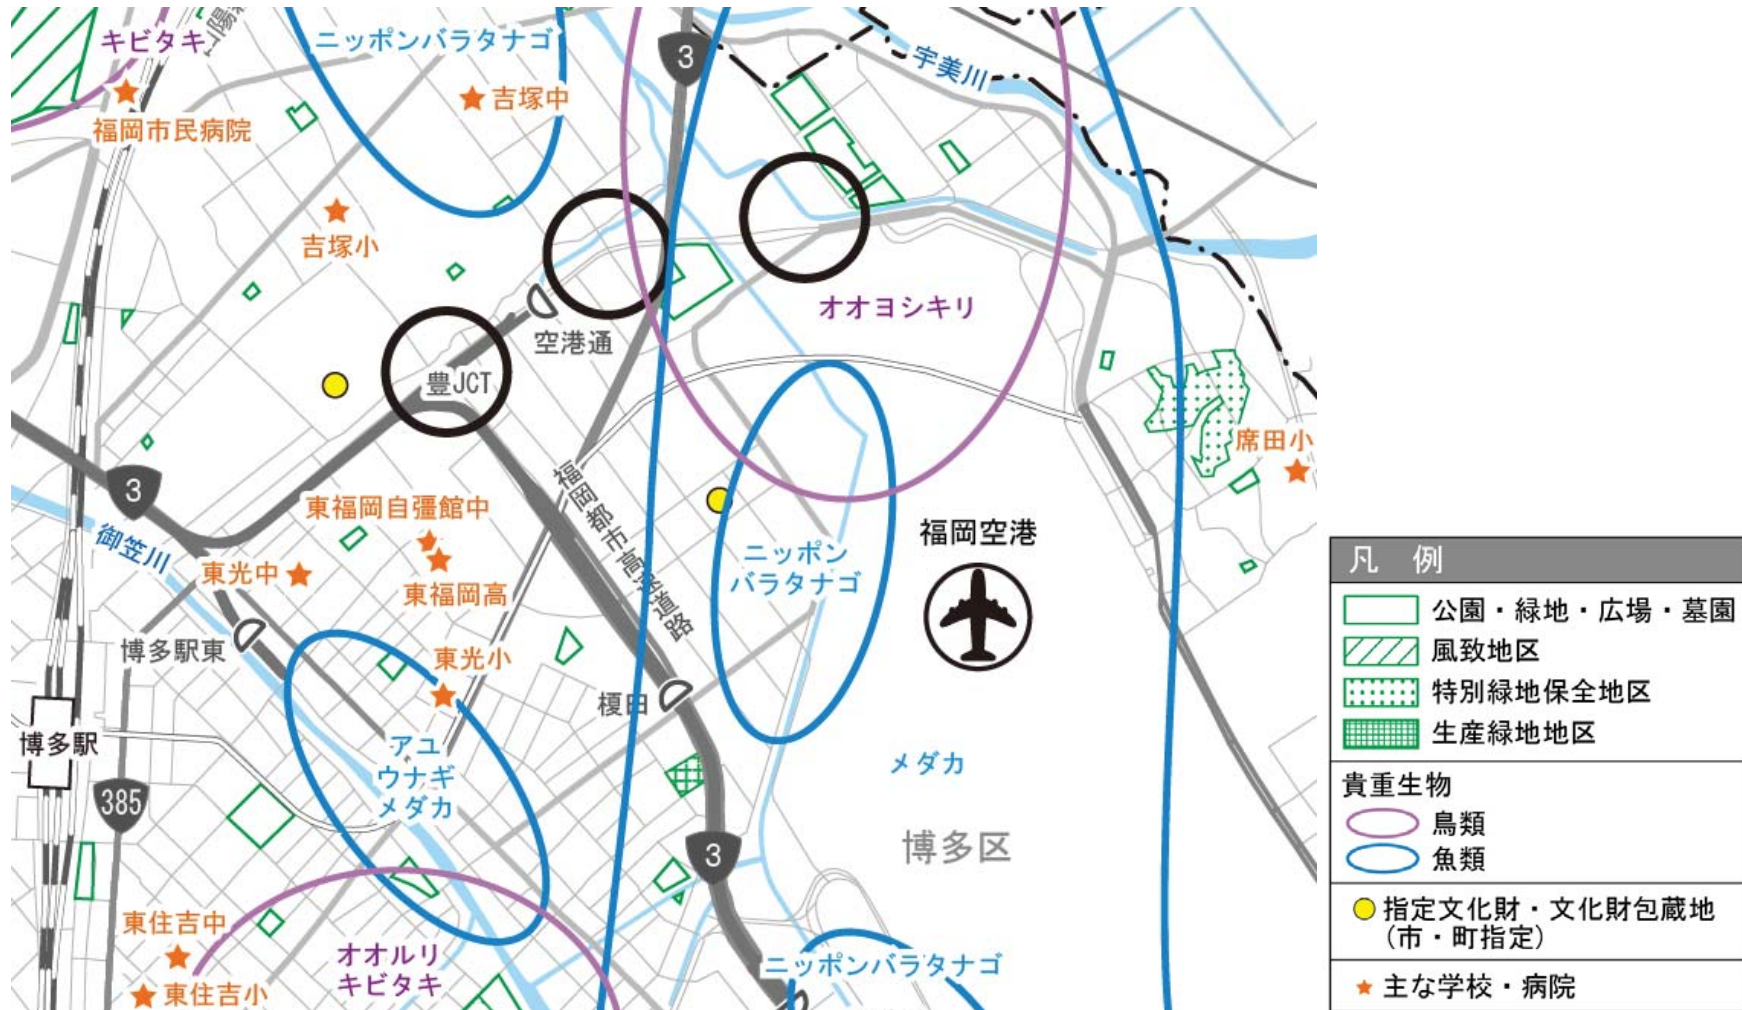 キビタキ
ニッポンバラタナゴ
3
宇美川
吉塚中
福岡市民病院
吉塚小
オオヨシキリ
空港通
豊JCT
席田小
3
福岡都市高速道路
東福岡自彊館中
御笠川
福岡空港
ニッポン
バラタナゴ
東光中
東福岡高
博多駅東
東光小
榎田
博多駅
アユ
ウナギ
メダカ
メダカ
385
博多区
3
東住吉中
オオルリ
キビタキ
ニッポンバラタナゴ
東住吉小
凡 例
公園・緑地・広場・墓園
風致地区
特別緑地保全地区
生産緑地地区
貴重生物
鳥類
魚類
指定文化財・文化財包蔵地
(市・町指定)
主な学校・病院